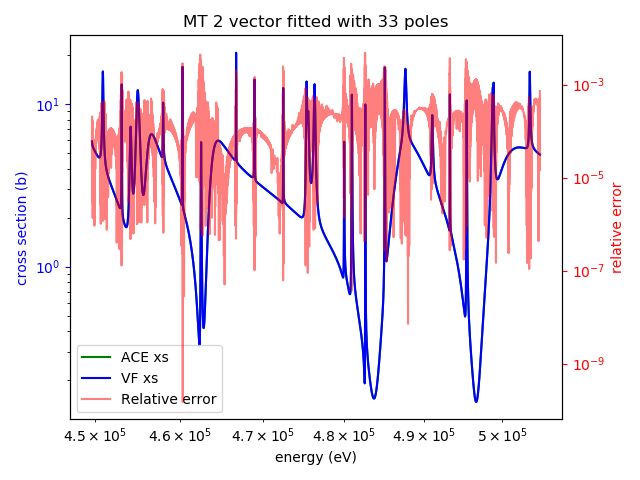 MT 2 vector fitted with 33 poles
10¹
10⁰
cross section (b)
10⁻³
10⁻⁵
10⁻⁷
10⁻⁹
relative error
ACE xs
VF xs
Relative error
4.5 × 10⁵ 4.6 × 10⁵ 4.7 × 10⁵ 4.8 × 10⁵ 4.9 × 10⁵ 5 × 10⁵
energy (eV)